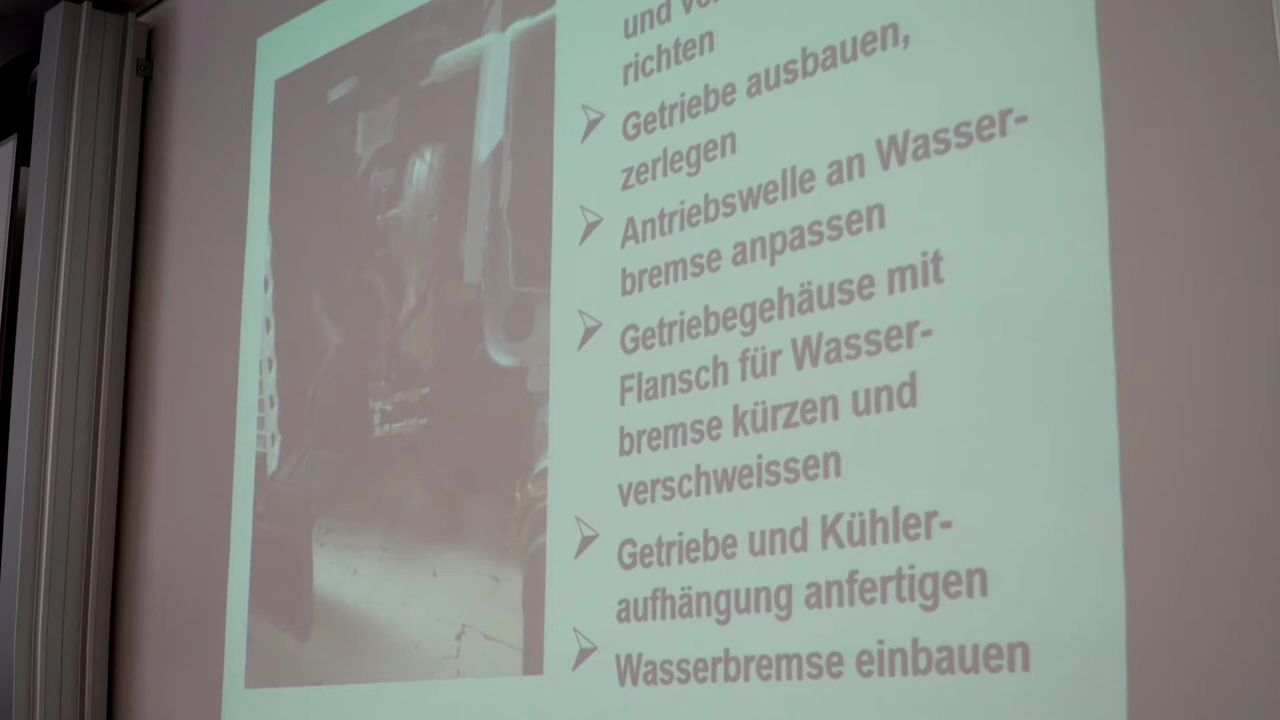 und
richten
Getriebe ausbauen,
zerlegen
Antriebswelle an Wasser-
bremse anpassen
Getriebegehäuse mit
Flansch für Wasser-
bremse kürzen und
verschweissen
Getriebe und Kühler-
aufhängung anfertigen
Wasserbremse einbauen